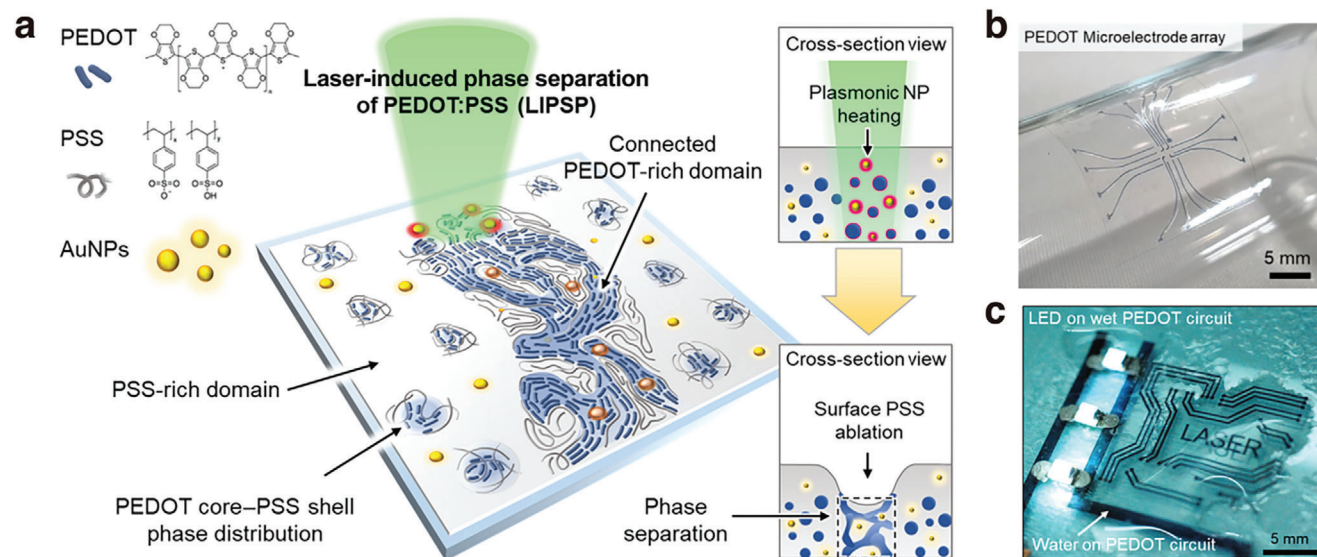 a
PEDOT
PSS
AuNPs
Laser-induced phase separation
of PEDOT:PSS (LIPSP)
Connected
PEDOT-rich domain
PSS-rich domain
PEDOT core–PSS shell
phase distribution
Cross-section view
Plasmonic NP
heating
Cross-section view
Surface PSS
ablation
Phase
separation
b
PEDOT Microelectrode array
5 mm
c
LED on wet PEDOT circuit
LASER
Water on PEDOT circuit
5 mm